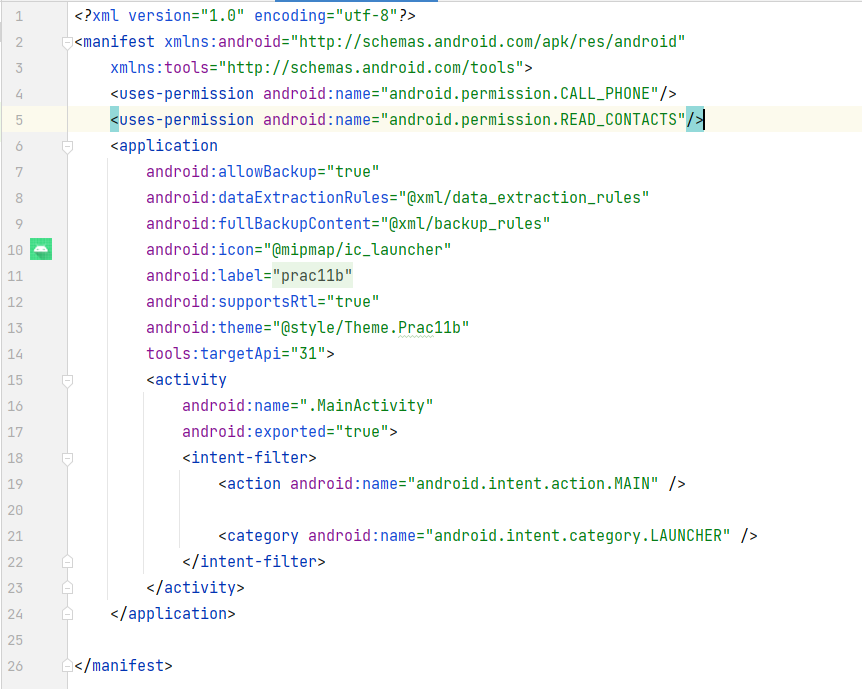 1 <?xml version="1.0" encoding="utf-8"?>
2 <manifest xmlns:android="http://schemas.android.com/apk/res/android"
3     xmlns:tools="http://schemas.android.com/tools">
4     <uses-permission android:name="android.permission.CALL_PHONE"/>
5     <uses-permission android:name="android.permission.READ_CONTACTS"/>
6     <application
7         android:allowBackup="true"
8         android:dataExtractionRules="@xml/data_extraction_rules"
9         android:fullBackupContent="@xml/backup_rules"
10         android:icon="@mipmap/ic_launcher"
11         android:label="prac11b"
12         android:supportsRtl="true"
13         android:theme="@style/Theme.Prac11b"
14         tools:targetApi="31">
15         <activity
16             android:name=".MainActivity"
17             android:exported="true">
18             <intent-filter>
19                 <action android:name="android.intent.action.MAIN" />
20
21                 <category android:name="android.intent.category.LAUNCHER" />
22             </intent-filter>
23         </activity>
24     </application>
25
26 </manifest>